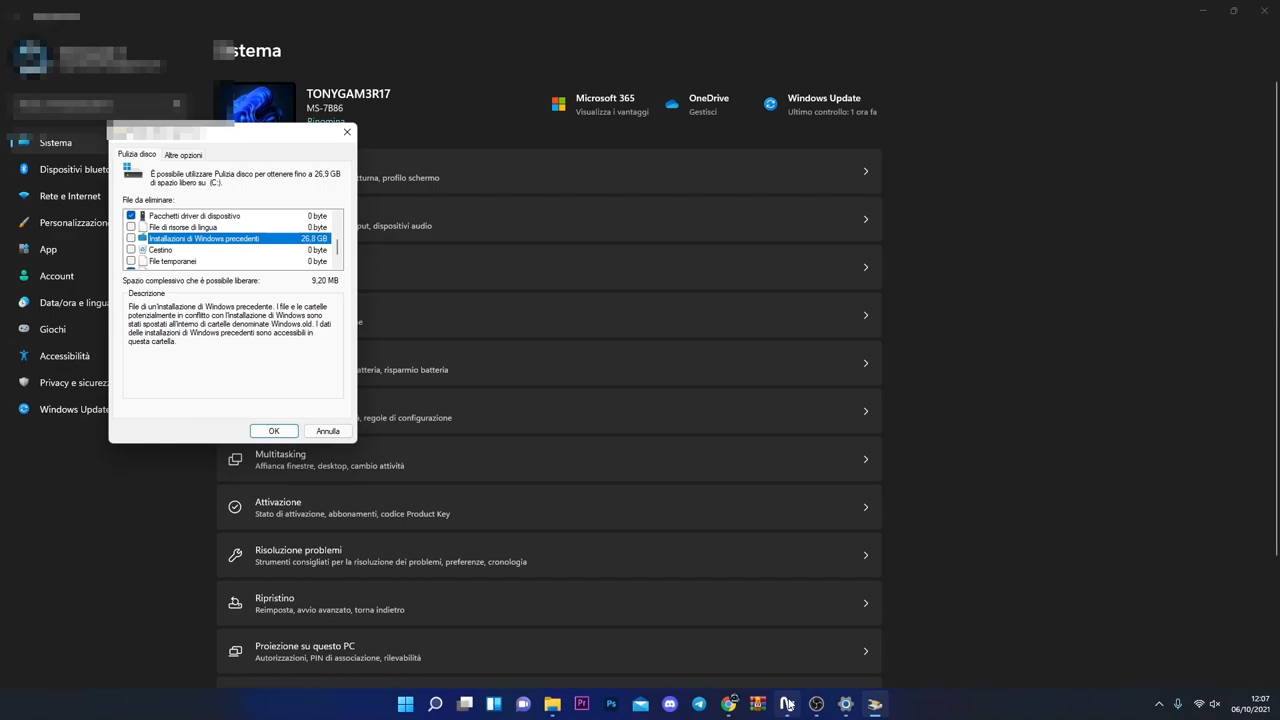 stema
TONYGAM3R17
MS-7B86
Rinomina
Microsoft 365
Visualizza i vantaggi
OneDrive
Gestisci
Windows Update
Ultimo controllo: 1 ora fa
Sistema
Dispositivi blueto
Rete e Internet
Personalizzazion
App
Account
Data/ora e lingua
Giochi
Accessibilità
Privacy e sicurezz
Windows Update
Pulizia disco
Altre opzioni
È possibile utilizzare Pulizia disco per ottenere fino a 26,9 GB
di spazio libero su (C:).
File da eliminare:
Pacchetti driver di dispositivo 0 byte
File di risorse di lingua 0 byte
Installazioni di Windows precedenti 26,8 GB
Cestino 0 byte
File temporanei 0 byte
Spazio complessivo che è possibile liberare: 9,20 MB
Descrizione
File di un'installazione di Windows precedente. I file e le cartelle
potenzialmente in conflitto con l'installazione di Windows sono
stati spostati all'interno di cartelle denominate Windows.old. I dati
delle installazioni di Windows precedenti sono accessibili in
questa cartella.
OK
Annulla
tturna, profilo schermo
put, dispositivi audio
ne
atteria, risparmio batteria
à, regole di configurazione
Multitasking
Affianca finestre, desktop, cambio attività
Attivazione
Stato di attivazione, abbonamenti, codice Product Key
Risoluzione problemi
Strumenti consigliati per la risoluzione dei problemi, preferenze, cronologia
Ripristino
Reimposta, avvio avanzato, torna indietro
Proiezione su questo PC
Autorizzazioni, PIN di associazione, rilevabilità
Pr
Ps
12:07
06/10/2021